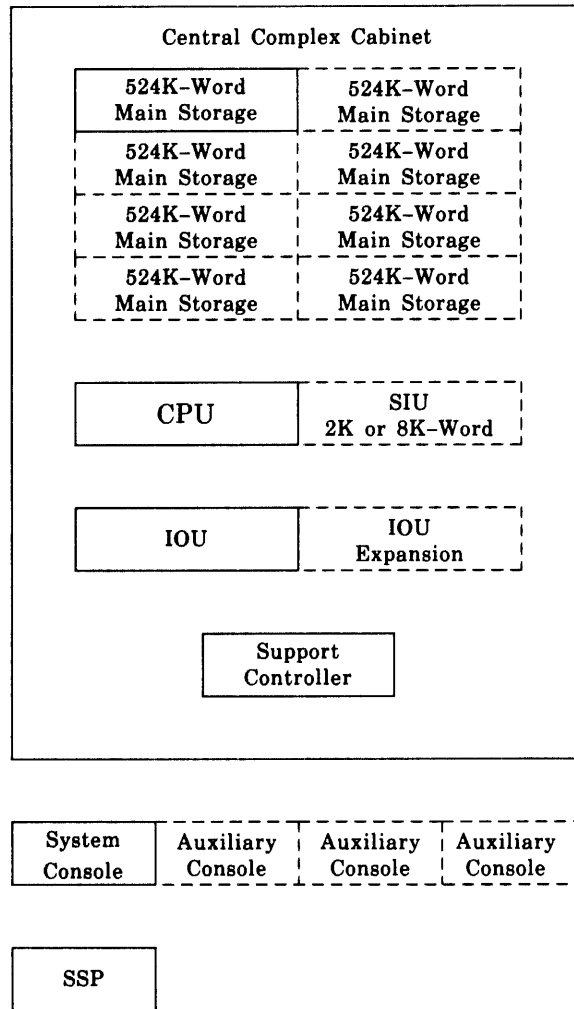 Central Complex Cabinet
524K-Word
Main Storage
524K-Word
Main Storage
524K-Word
Main Storage
524K-Word
Main Storage
524K-Word
Main Storage
524K-Word
Main Storage
524K-Word
Main Storage
524K-Word
Main Storage
CPU
SIU
2K or 8K-Word
IOU
IOU
Expansion
Support
Controller
System
Console
Auxiliary
Console
Auxiliary
Console
Auxiliary
Console
SSP